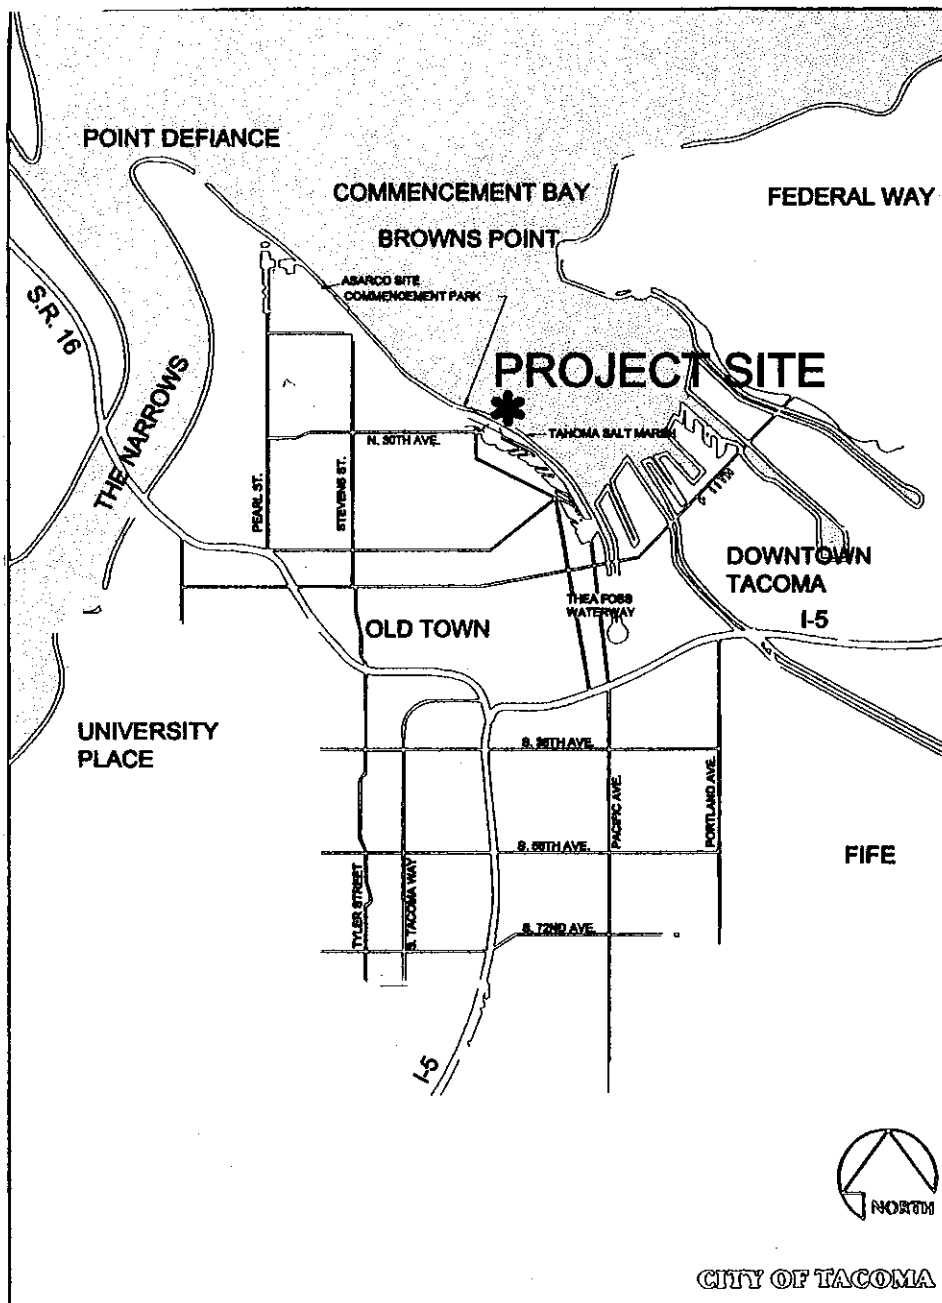 POINT DEFIANCE
COMMENCEMENT BAY
FEDERAL WAY
BROWNS POINT
ASARCO SITE
COMMENCEMENT PARK
S.R. 16
PROJECT SITE
THE NARROWS
TAHOMA SALT MARSH
N. 30TH AVE.
PEARL ST.
STEVENS ST.
DOWNTOWN
TACOMA
THEA FOSS
WATERWAY
I-5
OLD TOWN
UNIVERSITY
PLACE
S. 38TH AVE.
PACIFIC AVE.
PORTLAND AVE.
S. 56TH AVE.
FIFE
TYLER STREET
S. TACOMA WAY
S. 72ND AVE.
I-5
NORTH
CITY OF TACOMA